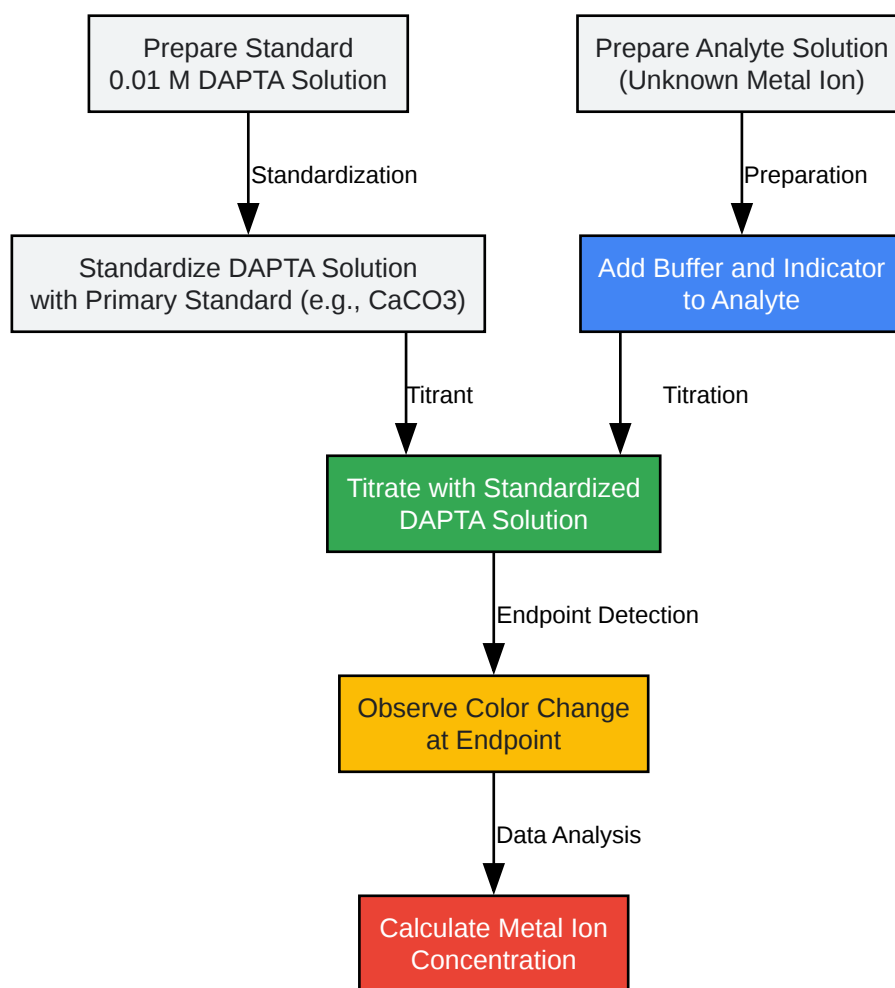 Prepare Standard
0.01 M DAPTA Solution
Prepare Analyte Solution
(Unknown Metal Ion)
Standardization
Preparation
Standardize DAPTA Solution
with Primary Standard (e.g., CaCO3)
Add Buffer and Indicator
to Analyte
Titrant
Titration
Titrate with Standardized
DAPTA Solution
Endpoint Detection
Observe Color Change
at Endpoint
Data Analysis
Calculate Metal Ion
Concentration